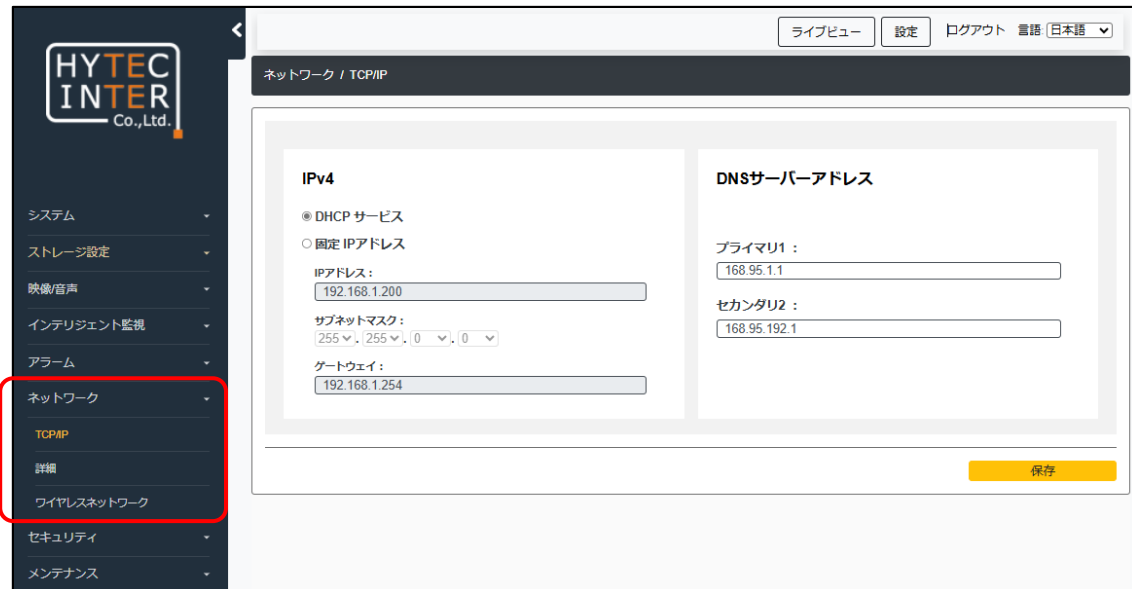 HYTEC
INTER
Co.,Ltd.
システム
ストレージ設定
映像/音声
インテリジェント監視
アラーム
ネットワーク
TCP/IP
詳細
ワイヤレスネットワーク
セキュリティ
メンテナンス
ライブビュー 設定 ログアウト 言語: 日本語
ネットワーク / TCP/IP
IPv4
DHCP サービス
固定 IPアドレス
IPアドレス :
192.168.1.200
サブネットマスク :
255 . 255 . 0 . 0
ゲートウェイ :
192.168.1.254
DNSサーバーアドレス
プライマリ1 :
168.95.1.1
セカンダリ2 :
168.95.192.1
保存